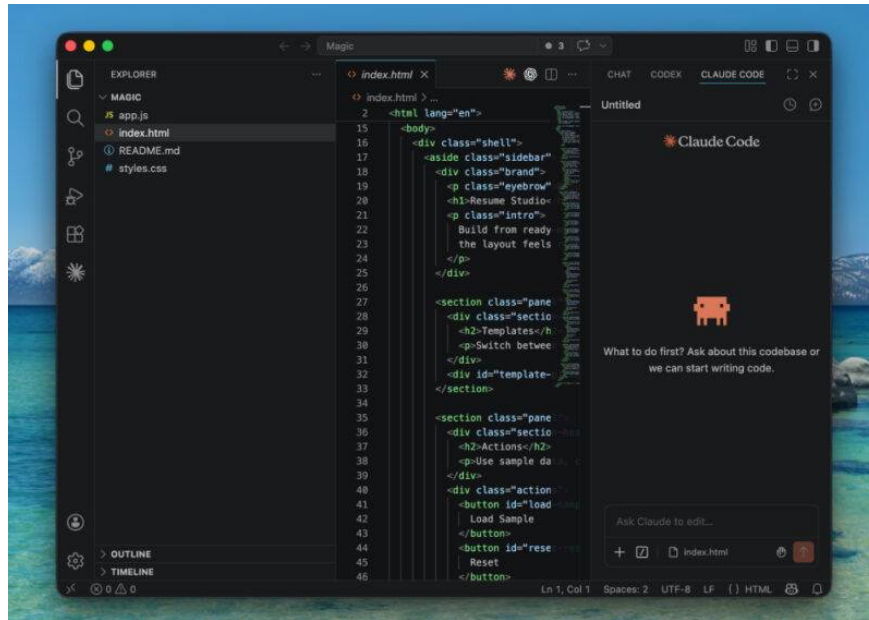 Magic
3
EXPLORER
MAGIC
JS app.js
<> index.html
README.md
# styles.css
OUTLINE
TIMELINE
<> index.html
<> index.html > ...
2 <html lang="en">
15 <body>
16 <div class="shell">
17 <aside class="sidebar"
18 <div class="brand">
19 <p class="eyebrow"
20 <h1>Resume Studio<
21 <p class="intro">
22 Build from ready
23 the layout feels
24 </p>
25 </div>
26
27 <section class="pane
28 <div class="sectio
29 <h2>Templates</h
30 <p>Switch betwee
31 </div>
32 <div id="template-
33 </section>
34
35 <section class="pane
36 <div class="sectio
37 <h2>Actions</h2>
38 <p>Use sample da
39 </div>
40 <div class="action
41 <button id="load
42 Load Sample
43 </button>
44 <button id="rese
45 Reset
46 </button>
CHAT CODEX CLAUDE CODE
Untitled
Claude Code
What to do first? Ask about this codebase or
we can start writing code.
Ask Claude to edit...
index.html
0 0
Ln 1, Col 1 Spaces: 2 UTF-8 LF {} HTML